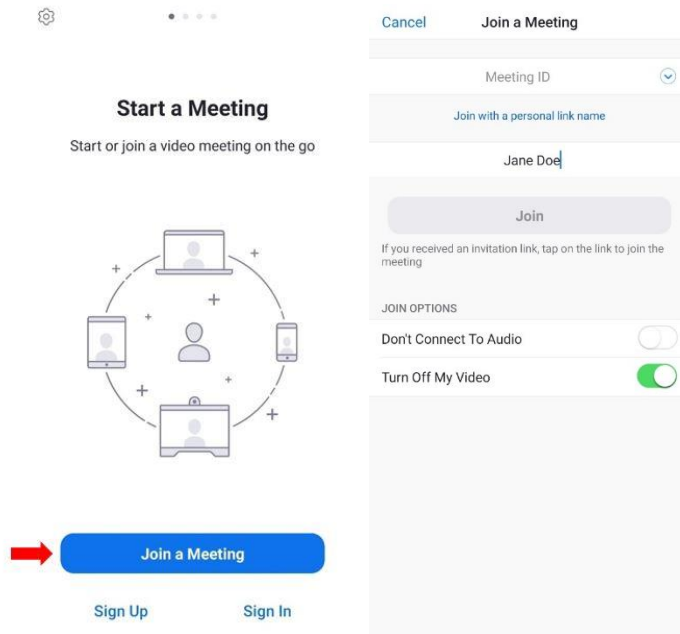 Start a Meeting
Start or join a video meeting on the go
Join a Meeting
Sign Up Sign In
Cancel Join a Meeting
Meeting ID
Join with a personal link name
Jane Doe
Join
If you received an invitation link, tap on the link to join the
meeting
JOIN OPTIONS
Don't Connect To Audio
Turn Off My Video